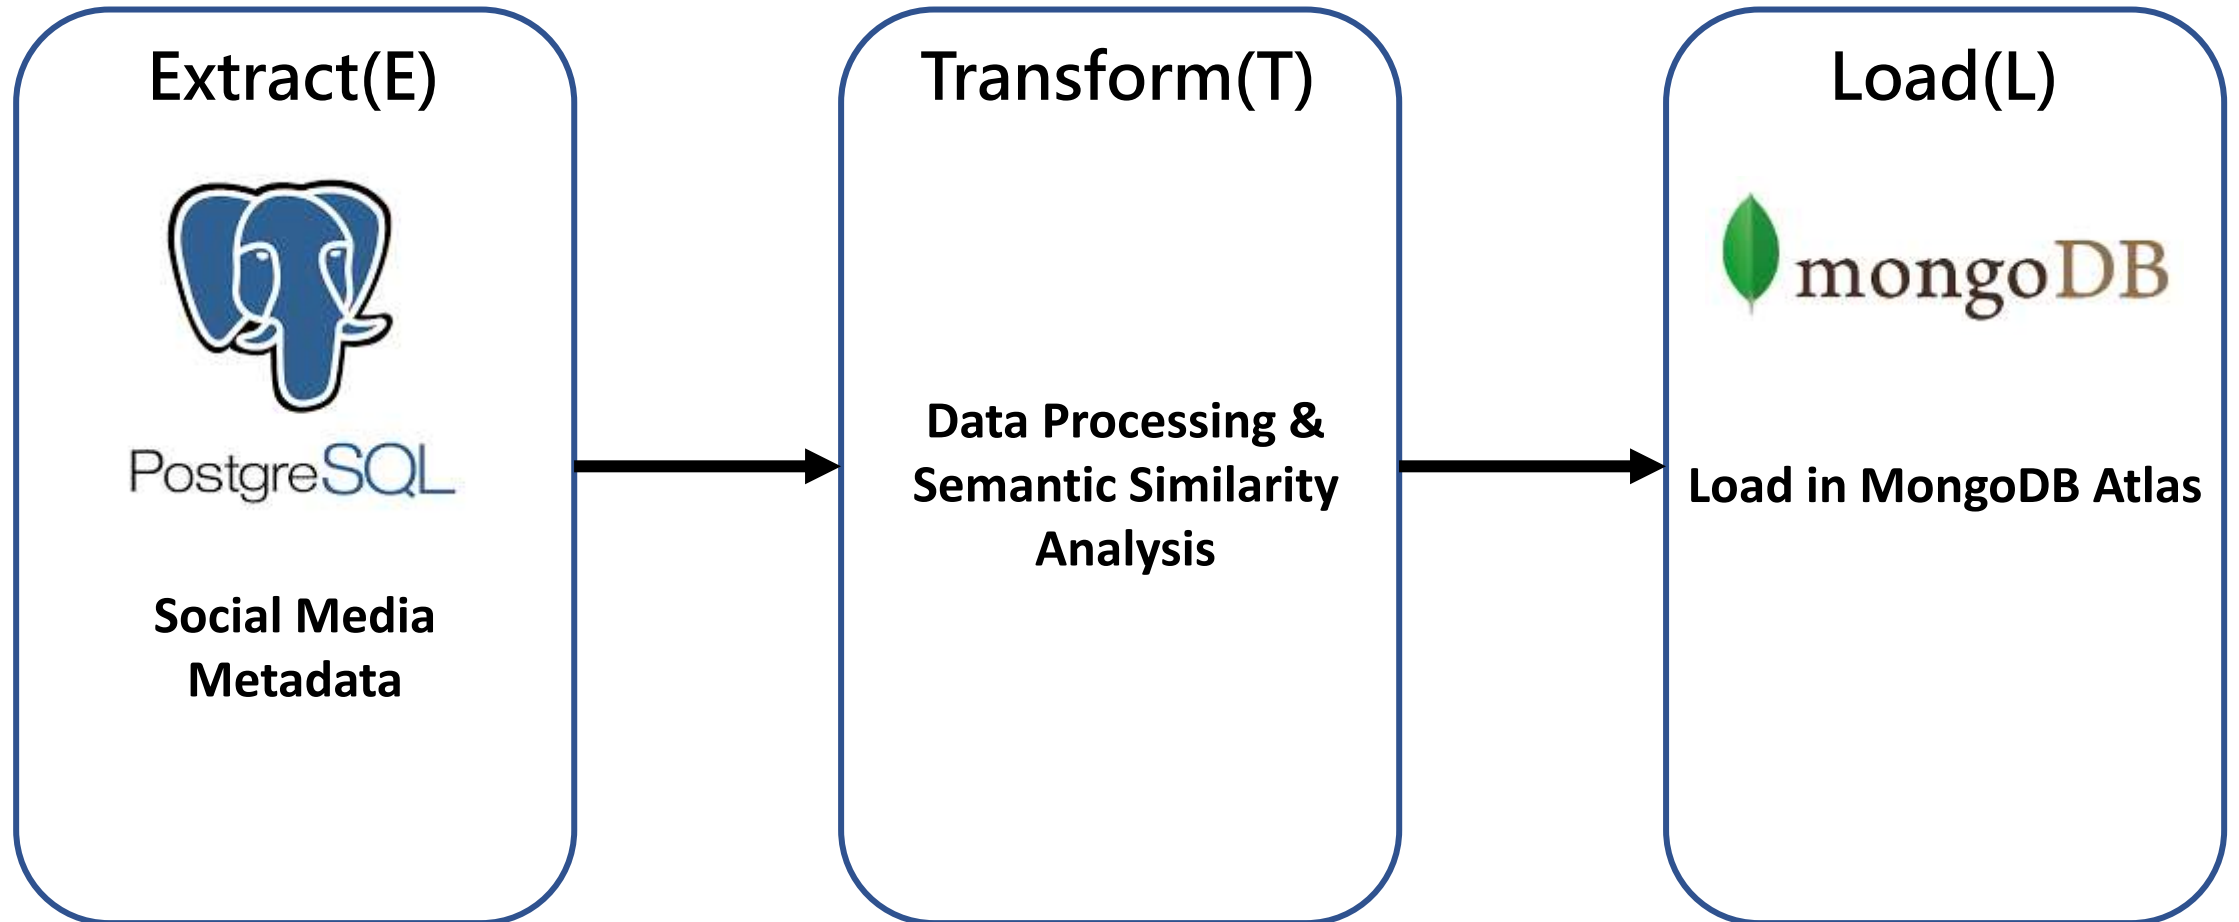 Extract(E)
PostgreSQL
Social Media
Metadata
Transform(T)
Data Processing &
Semantic Similarity
Analysis
Load(L)
mongoDB
Load in MongoDB Atlas